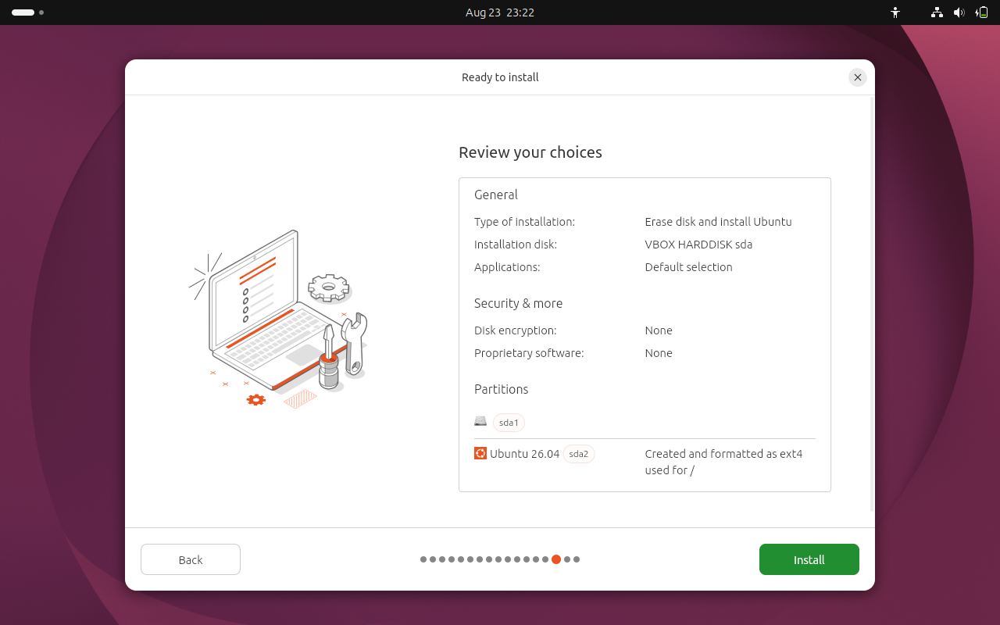 Aug 23 23:22
Ready to install
Review your choices
General
Type of installation: Erase disk and install Ubuntu
Installation disk: VBOX HARDDISK sda
Applications: Default selection
Security & more
Disk encryption: None
Proprietary software: None
Partitions
sda1
Ubuntu 26.04 sda2 Created and formatted as ext4
used for /
Back
Install